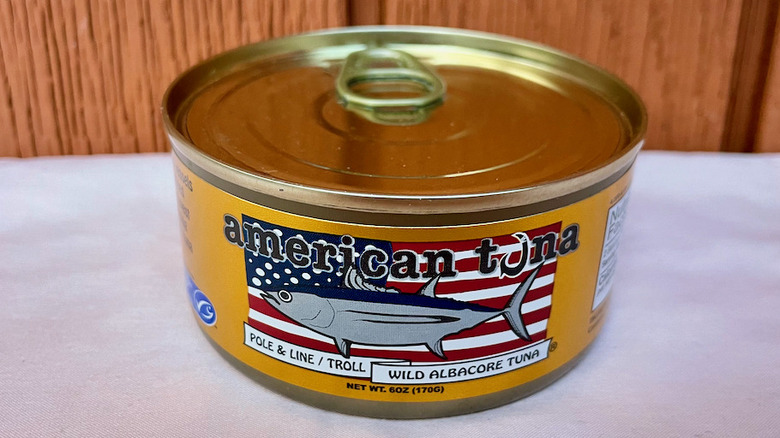 american tuna
POLE & LINE / TROLL
WILD ALBACORE TUNA
®
NET WT. 6OZ (170G)